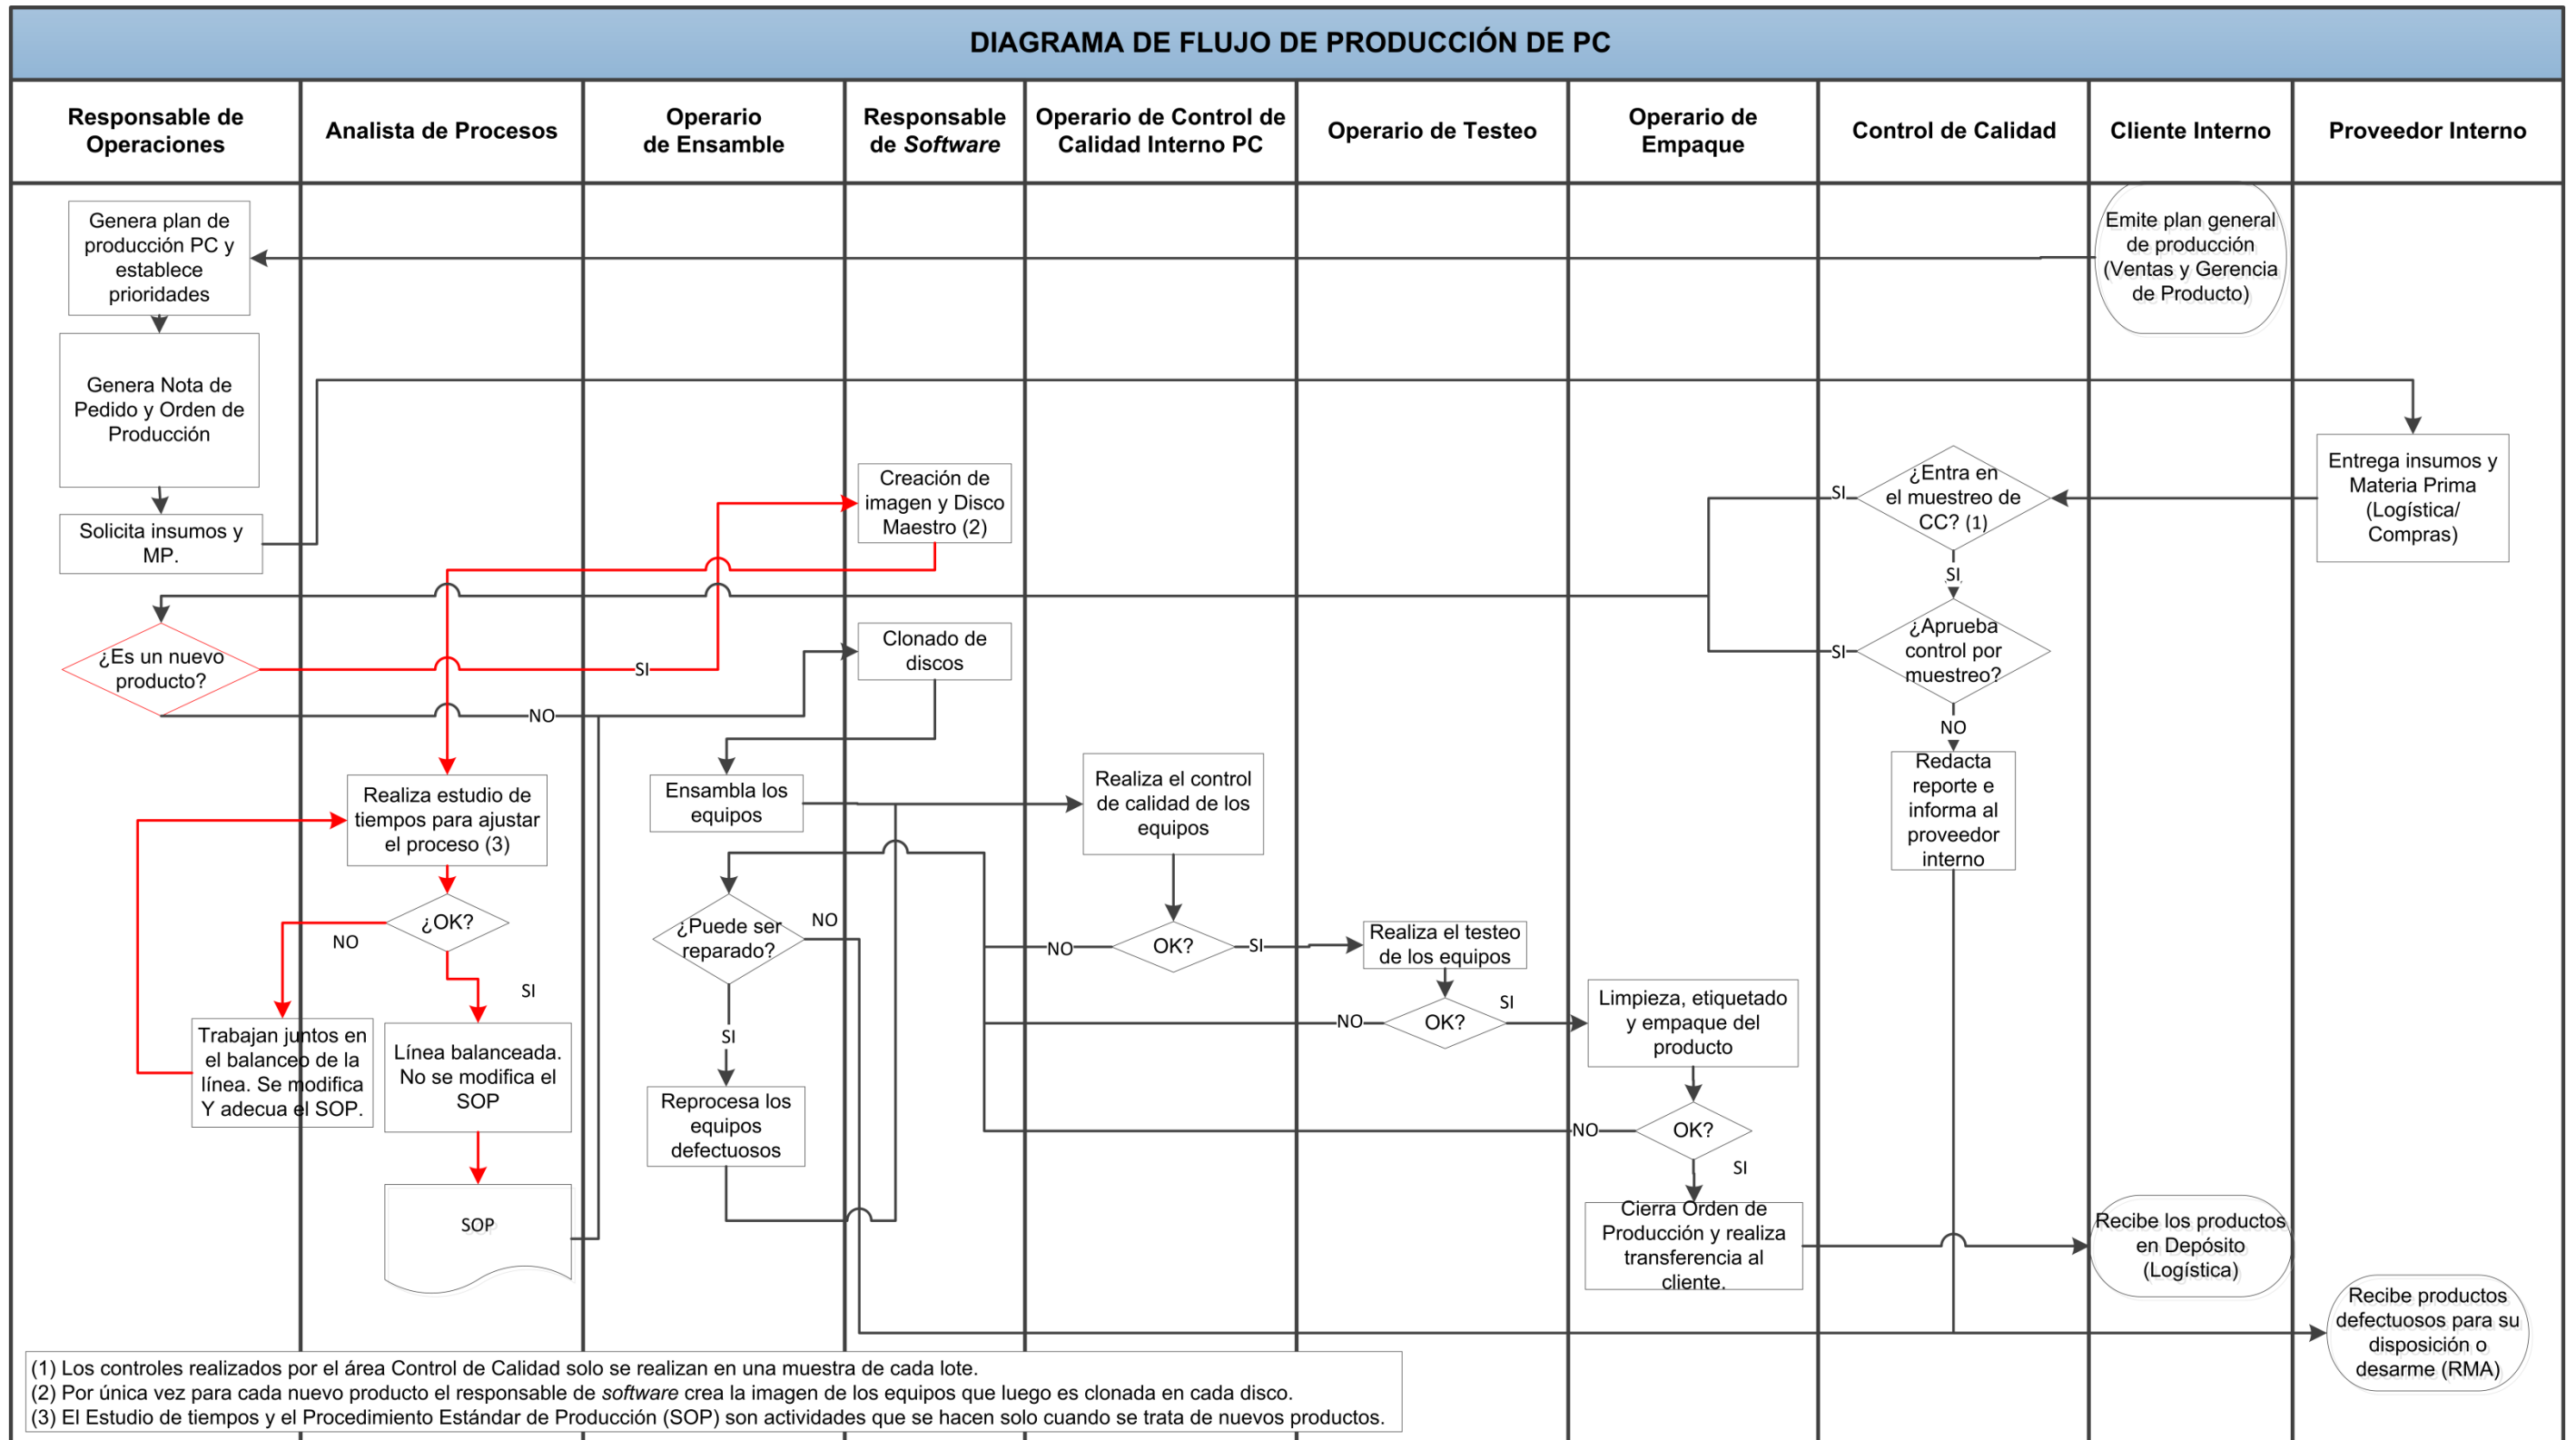 DIAGRAMA DE FLUJO DE PRODUCCIÓN DE PC
Responsable de
Operaciones
Analista de Procesos
Operario
de Ensamble
Responsable
de Software
Operario de Control de
Calidad Interno PC
Operario de Testeo
Operario de
Empaque
Control de Calidad
Cliente Interno
Proveedor Interno
Genera plan de
producción PC y
establece
prioridades
Emite plan general
de producción
(Ventas y Gerencia
de Producto)
Genera Nota de
Pedido y Orden de
Producción
Solicita insumos y
MP.
Creación de
imagen y Disco
Maestro (2)
SI
¿Entra en
el muestreo de
CC? (1)
Entrega insumos y
Materia Prima
(Logística/
Compras)
SI
¿Es un nuevo
producto?
SI
NO
Clonado de
discos
SI
¿Aprueba
control por
muestreo?
NO
Redacta
reporte e
informa al
proveedor
interno
Realiza estudio de
tiempos para ajustar
el proceso (3)
Ensambla los
equipos
Realiza el control
de calidad de los
equipos
¿OK?
NO
SI
¿Puede ser
reparado?
NO
SI
NO
OK?
SI
Realiza el testeo
de los equipos
NO
OK?
SI
Limpieza, etiquetado
y empaque del
producto
Trabajan juntos en
el balanceo de la
línea. Se modifica
Y adecua el SOP.
Línea balanceada.
No se modifica el
SOP
Reprocesa los
equipos
defectuosos
NO
OK?
SI
SOP
Cierra Orden de
Producción y realiza
transferencia al
cliente.
Recibe los productos
en Depósito
(Logística)
Recibe productos
defectuosos para su
disposición o
desarme (RMA)
(1) Los controles realizados por el área Control de Calidad solo se realizan en una muestra de cada lote.
(2) Por única vez para cada nuevo producto el responsable de software crea la imagen de los equipos que luego es clonada en cada disco.
(3) El Estudio de tiempos y el Procedimiento Estándar de Producción (SOP) son actividades que se hacen solo cuando se trata de nuevos productos.